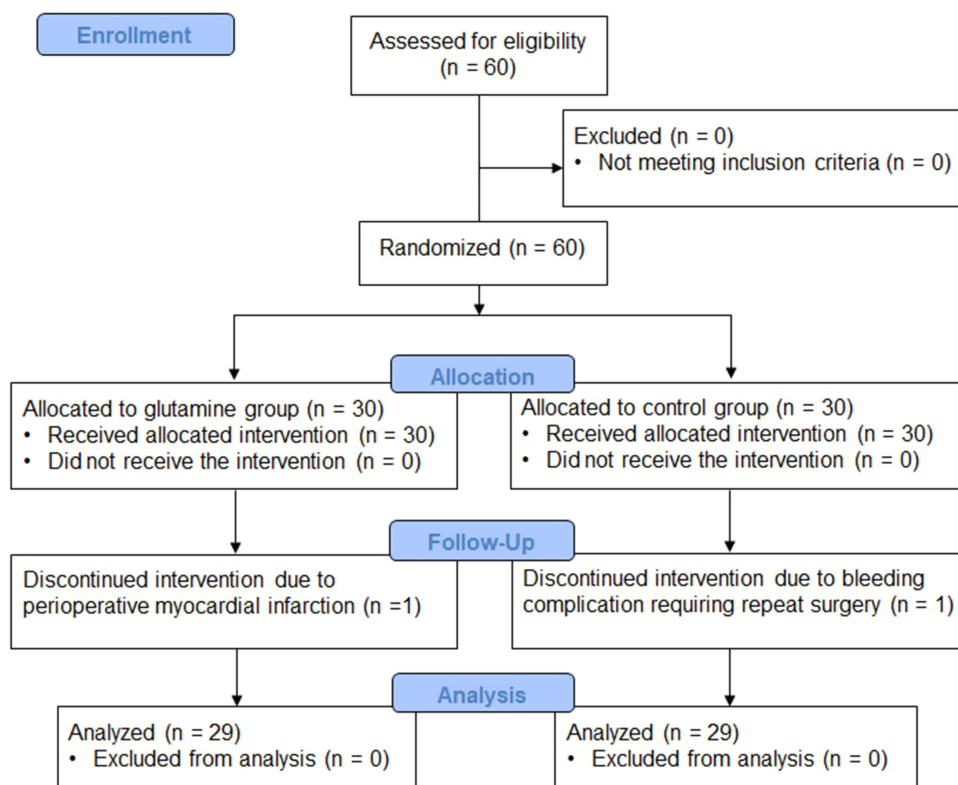 Enrollment
Assessed for eligibility
(n = 60)
Excluded (n = 0)
• Not meeting inclusion criteria (n = 0)
Randomized (n = 60)
Allocation
Allocated to glutamine group (n = 30)
• Received allocated intervention (n = 30)
• Did not receive the intervention (n = 0)
Allocated to control group (n = 30)
• Received allocated intervention (n = 30)
• Did not receive the intervention (n = 0)
Follow-Up
Discontinued intervention due to
perioperative myocardial infarction (n =1)
Discontinued intervention due to bleeding
complication requiring repeat surgery (n = 1)
Analysis
Analyzed (n = 29)
• Excluded from analysis (n = 0)
Analyzed (n = 29)
• Excluded from analysis (n = 0)